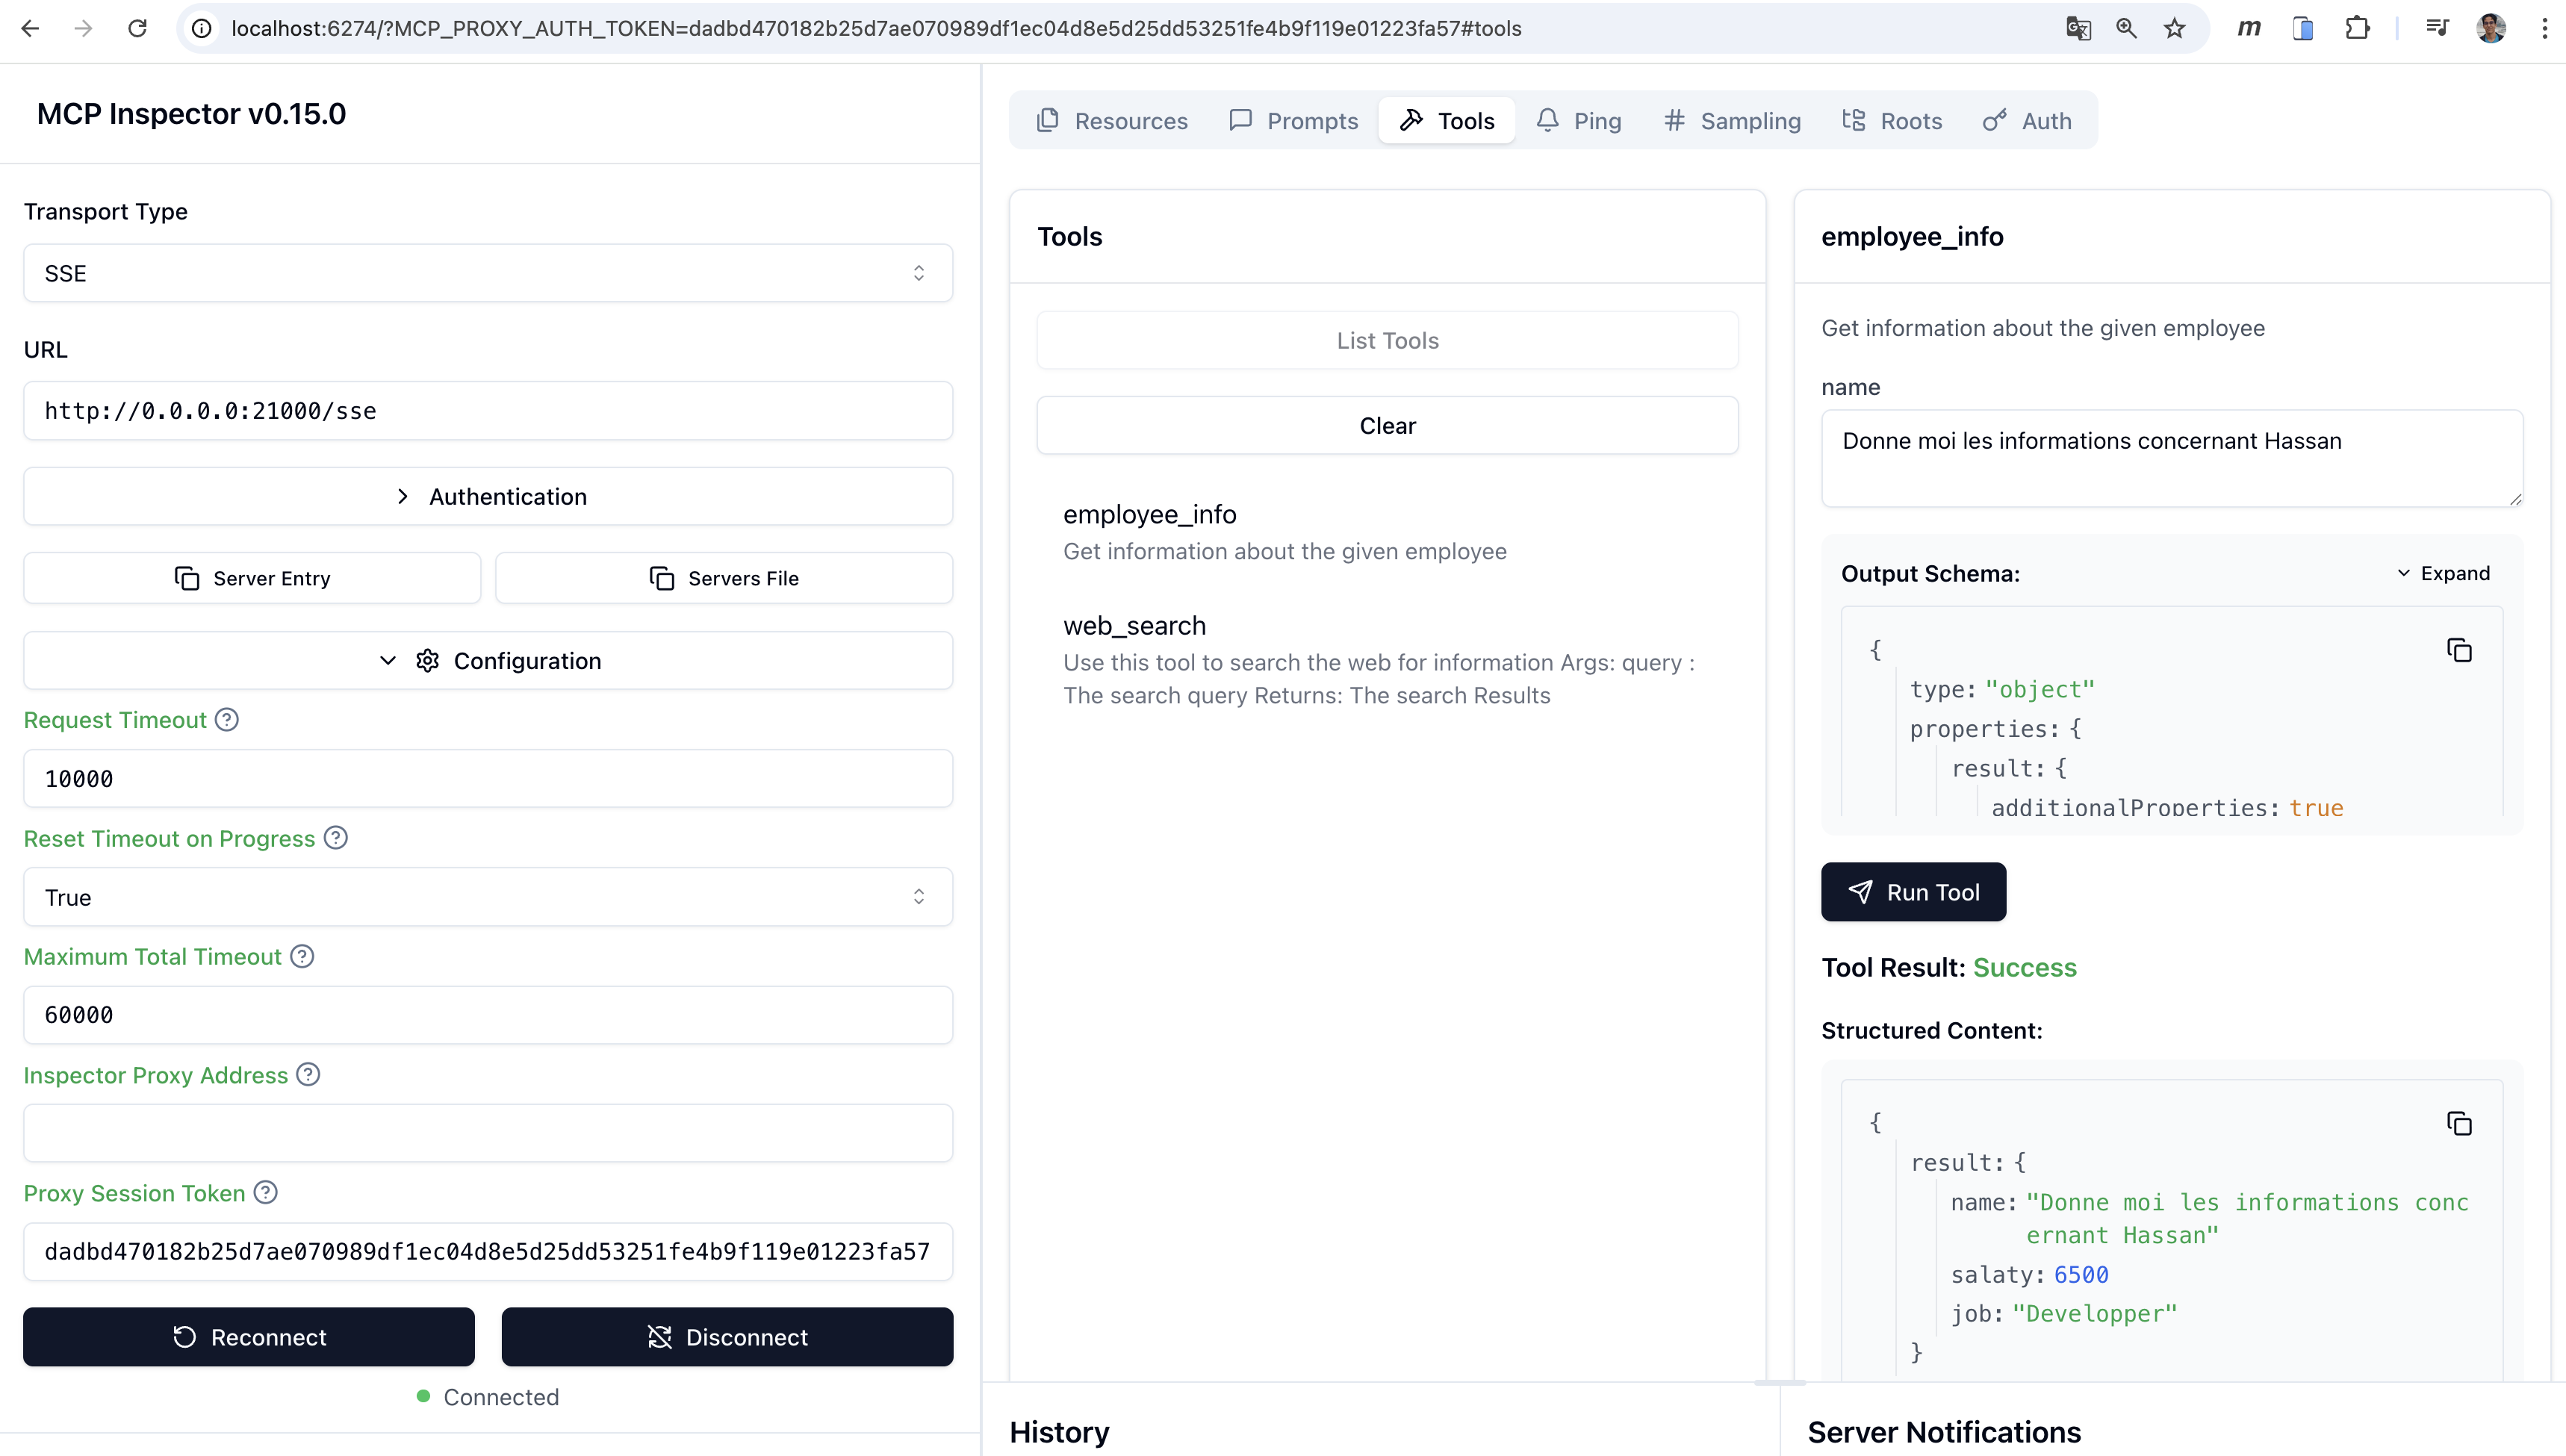 localhost:6274/?MCP_PROXY_AUTH_TOKEN=dadbd470182b25d7ae070989df1ec04d8e5d25dd53251fe4b9f119e01223fa57#tools
MCP Inspector v0.15.0
Transport Type
SSE
URL
http://0.0.0.0:21000/sse
Authentication
Server Entry
Servers File
Configuration
Request Timeout
10000
Reset Timeout on Progress
True
Maximum Total Timeout
60000
Inspector Proxy Address
Proxy Session Token
dadbd470182b25d7ae070989df1ec04d8e5d25dd53251fe4b9f119e01223fa57
Reconnect
Disconnect
Connected
Resources
Prompts
Tools
Ping
Sampling
Roots
Auth
Tools
List Tools
Clear
employee_info
Get information about the given employee
web_search
Use this tool to search the web for information Args: query :
The search query Returns: The search Results
employee_info
Get information about the given employee
name
Donne moi les informations concernant Hassan
Output Schema:
Expand
{
type: "object"
properties: {
result: {
additionalProperties: true
Run Tool
Tool Result: Success
Structured Content:
{
result: {
name: "Donne moi les informations conc
ernant Hassan"
salaty: 6500
job: "Developper"
}
History
Server Notifications